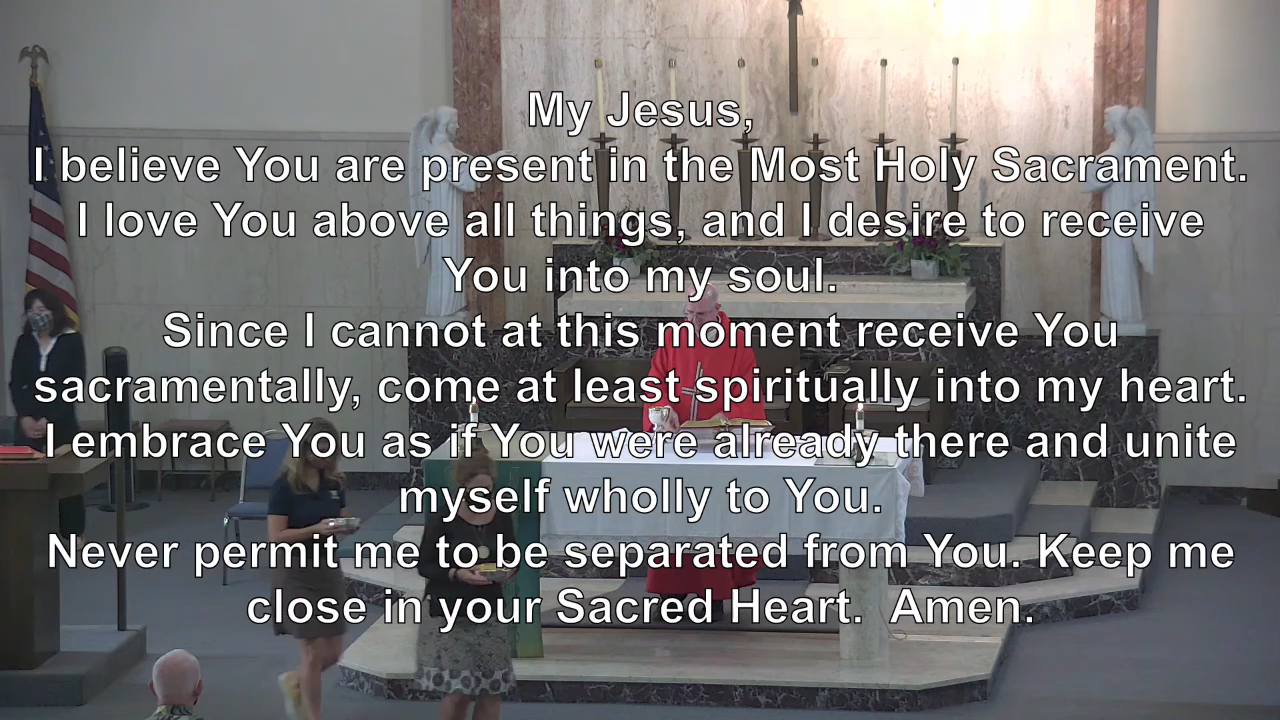 My Jesus,
I believe You are present in the Most Holy Sacrament.
I love You above all things, and I desire to receive
You into my soul.
Since I cannot at this moment receive You
sacramentally, come at least spiritually into my heart.
I embrace You as if You were already there and unite
myself wholly to You.
Never permit me to be separated from You. Keep me
close in your Sacred Heart.  Amen.